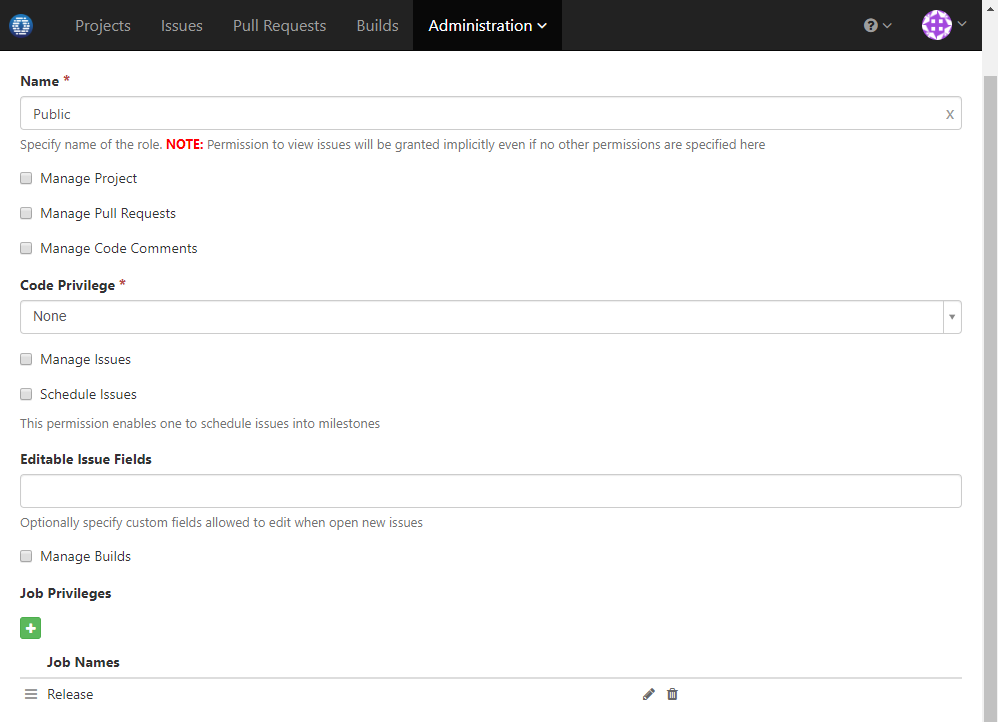 Projects Issues Pull Requests Builds Administration
Name *
Public x
Specify name of the role. NOTE: Permission to view issues will be granted implicitly even if no other permissions are specified here
Manage Project
Manage Pull Requests
Manage Code Comments
Code Privilege *
None
Manage Issues
Schedule Issues
This permission enables one to schedule issues into milestones
Editable Issue Fields
Optionally specify custom fields allowed to edit when open new issues
Manage Builds
Job Privileges
Job Names
Release